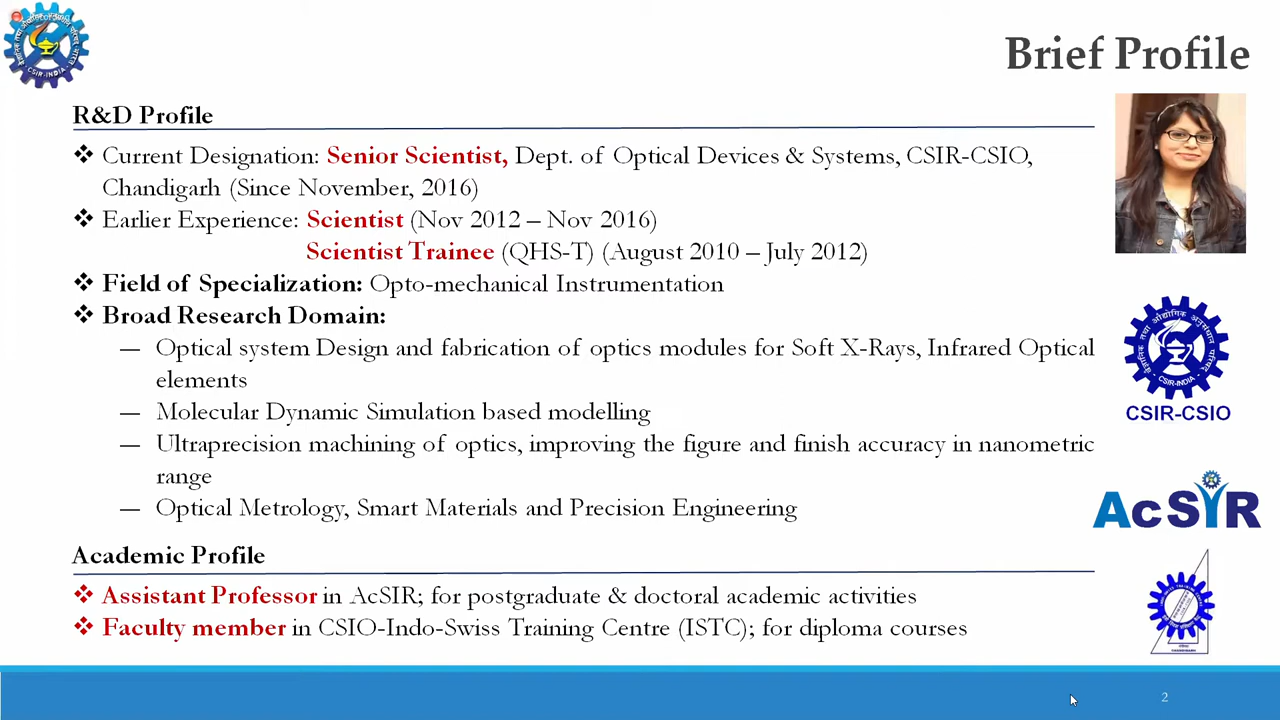 CSIR-INDIA
Brief Profile
R&D Profile
❖ Current Designation: Senior Scientist, Dept. of Optical Devices & Systems, CSIR-CSIO,
Chandigarh (Since November, 2016)
❖ Earlier Experience: Scientist (Nov 2012 – Nov 2016)
Scientist Trainee (QHS-T) (August 2010 – July 2012)
❖ Field of Specialization: Opto-mechanical Instrumentation
❖ Broad Research Domain:
— Optical system Design and fabrication of optics modules for Soft X-Rays, Infrared Optical
elements
— Molecular Dynamic Simulation based modelling
— Ultraprecision machining of optics, improving the figure and finish accuracy in nanometric
range
— Optical Metrology, Smart Materials and Precision Engineering
CSIR-INDIA
CSIR-CSIO
AcSIR
Academic Profile
❖ Assistant Professor in AcSIR; for postgraduate & doctoral academic activities
❖ Faculty member in CSIO-Indo-Swiss Training Centre (ISTC); for diploma courses
2